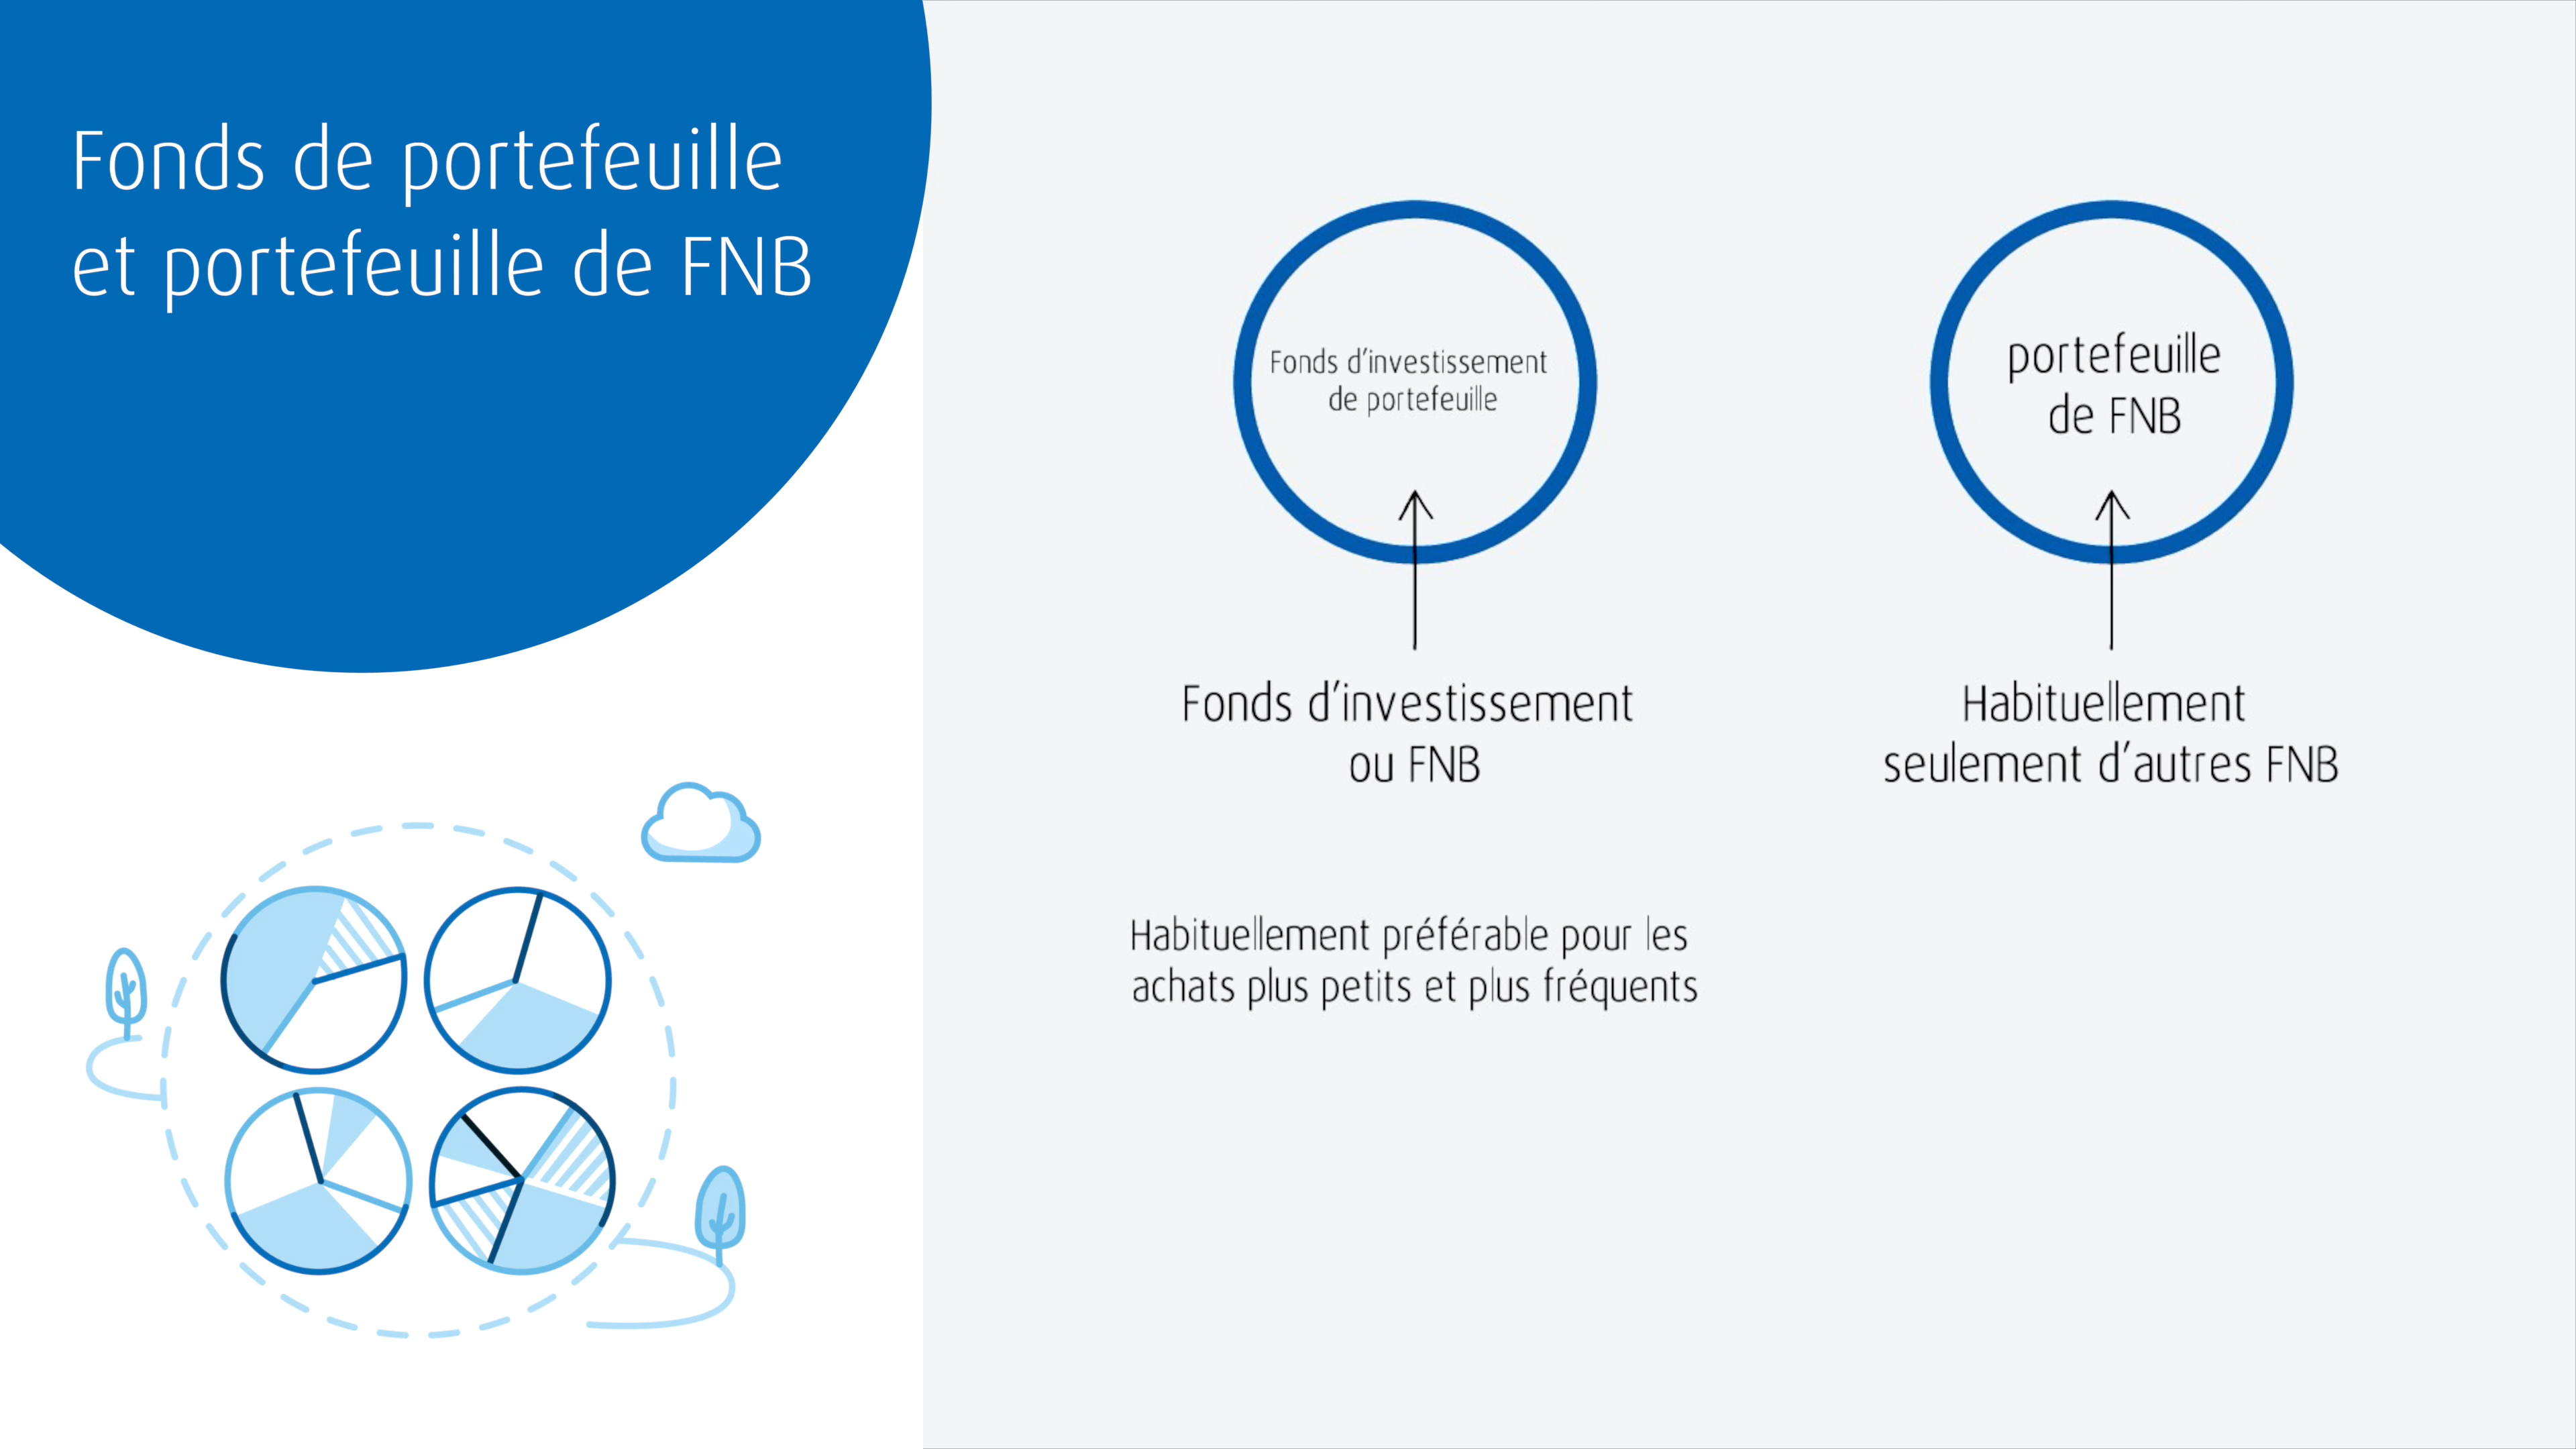 Fonds de portefeuille
et portefeuille de FNB
Fonds d'investissement
de portefeuille
Fonds d'investissement
ou FNB
Habituellement préférable pour les
achats plus petits et plus fréquents
portefeuille
de FNB
Habituellement
seulement d'autres FNB